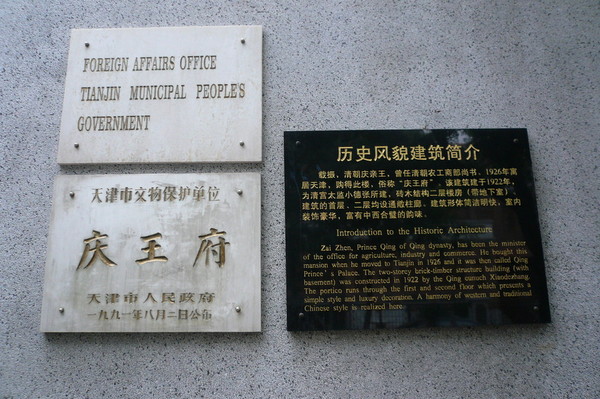 FOREIGN AFFAIRS OFFICE
TIANJIN MUNICIPAL PEOPLE'S
GOVERNMENT
天津市文物保护单位
庆王府
天津市人民政府
一九九一年八月二日公布
历史风貌建筑简介
载振，清朝庆亲王，曾任清朝农工商部尚书，1926年寓
居天津，购得此楼，俗称“庆王府”。该建筑建于1922年，
为清宫太监小德张所建，砖木结构二层楼房（带地下室）。
建筑的首层、二层均设通敞柱廊。建筑形体简洁明快，室内
装饰豪华，富有中西合璧的韵味。
Introduction to the Historic Architecture
Zai Zhen, Prince Qing of Qing dynasty, has been the minister
of the office for agriculture, industry and commerce. He bought this
mansion when he moved to Tianjin in 1926 and it was then called Qing
Prince's Palace. The two-storey brick-timber structure building (with
basement) was constructed in 1922 by the Qing eunuch Xiaodezhang.
The portico runs through the first and second floor which presents a
simple style and luxury decoration. A harmony of western and traditional
Chinese style is realized here.